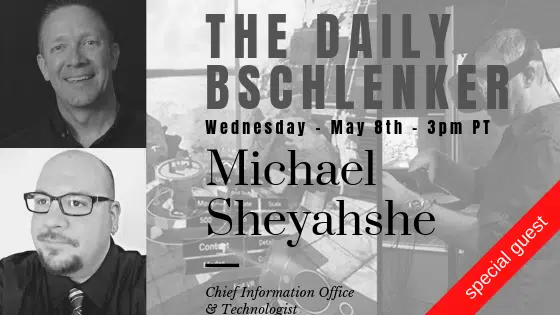 THE DAILY
BSCHLENKER
Wednesday - May 8th - 3pm PT
Michael
Sheyahshe
special guest
Chief Information Office
& Technologist